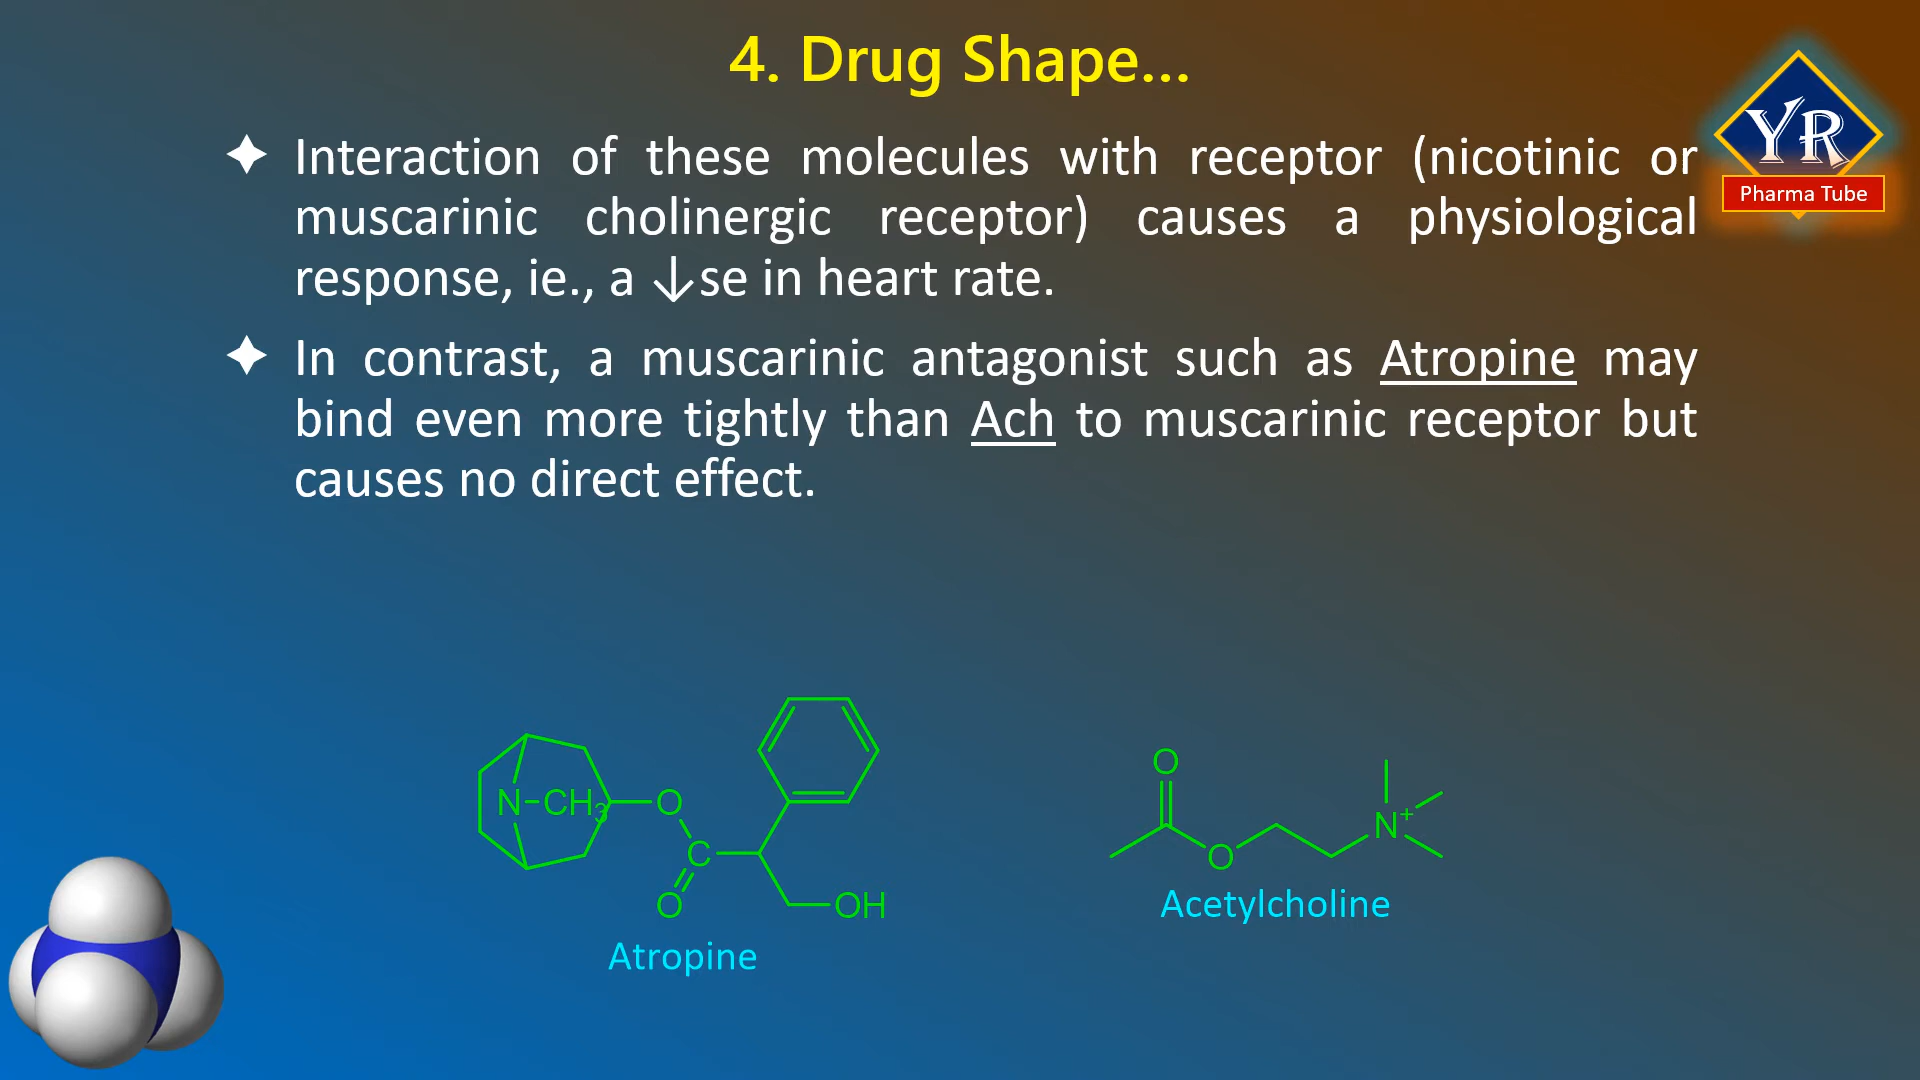 4. Drug Shape...
YR
Pharma Tube
✦ Interaction of these molecules with receptor (nicotinic or
muscarinic cholinergic receptor) causes a physiological
response, ie., a ↓se in heart rate.
✦ In contrast, a muscarinic antagonist such as Atropine may
bind even more tightly than Ach to muscarinic receptor but
causes no direct effect.
N-CH3
O
C
O
OH
Atropine
O
O
N+
Acetylcholine